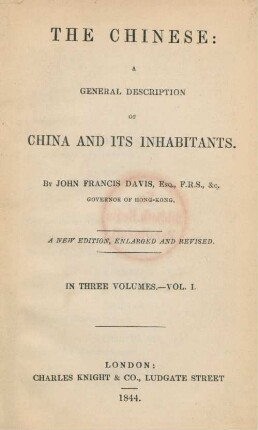 THE CHINESE:
A
GENERAL DESCRIPTION
OF
CHINA AND ITS INHABITANTS.
BY JOHN FRANCIS DAVIS, ESQ., F.R.S., &c,
GOVERNOR OF HONG-KONG.
A NEW EDITION, ENLARGED AND REVISED.
IN THREE VOLUMES.—VOL. I.
LONDON:
CHARLES KNIGHT & CO., LUDGATE STREET
1844.